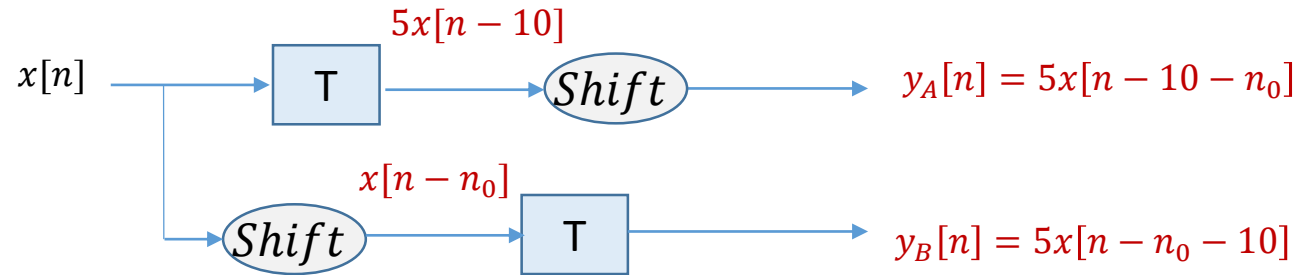 5x[n − 10]
x[n] T Shift y_A[n] = 5x[n − 10 − n_0]
x[n − n_0]
Shift T y_B[n] = 5x[n − n_0 − 10]